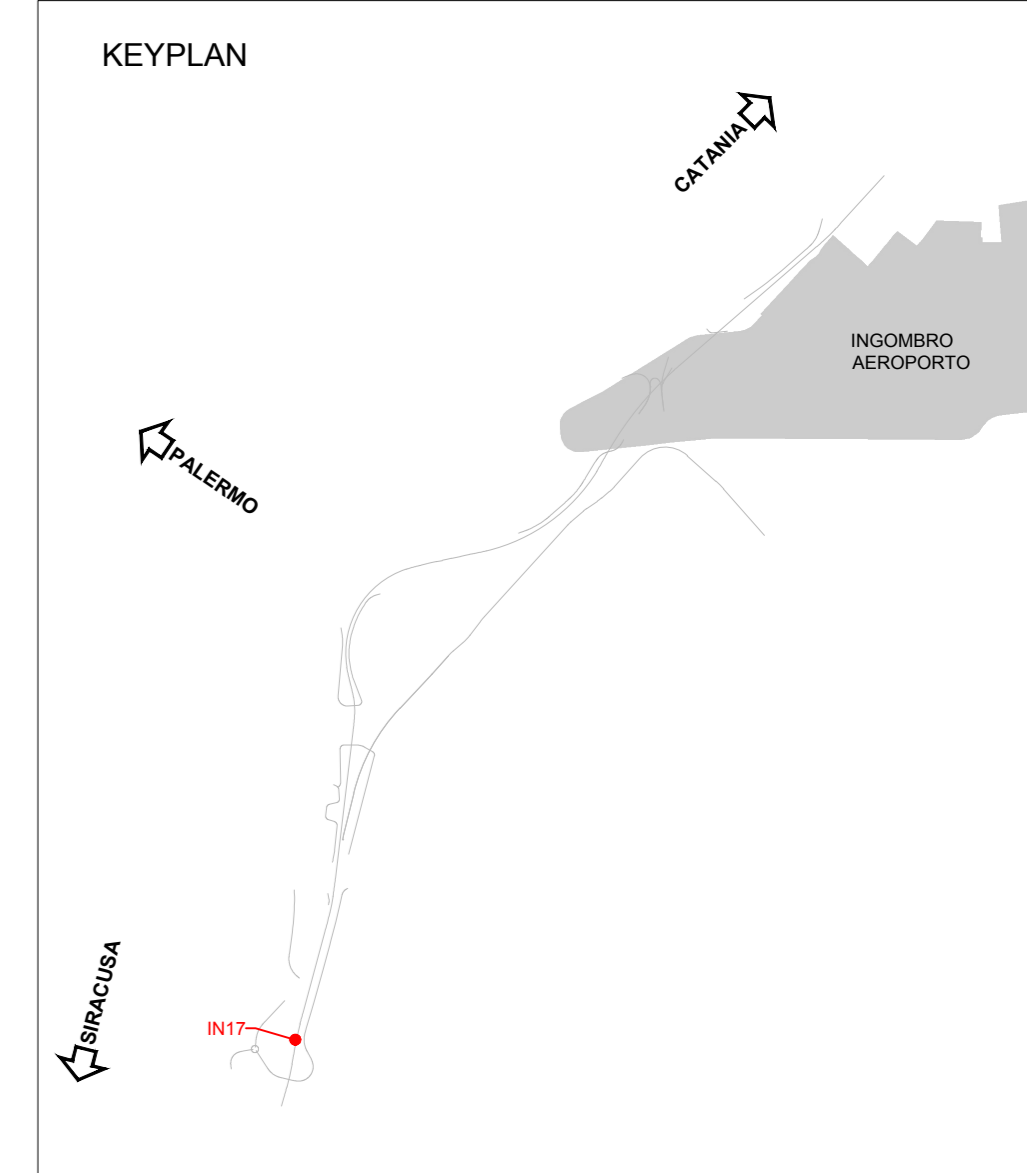 KEYPLAN
CATANIA
INGOMBRO
AEROPORTO
PALERMO
SIRACUSA
IN17